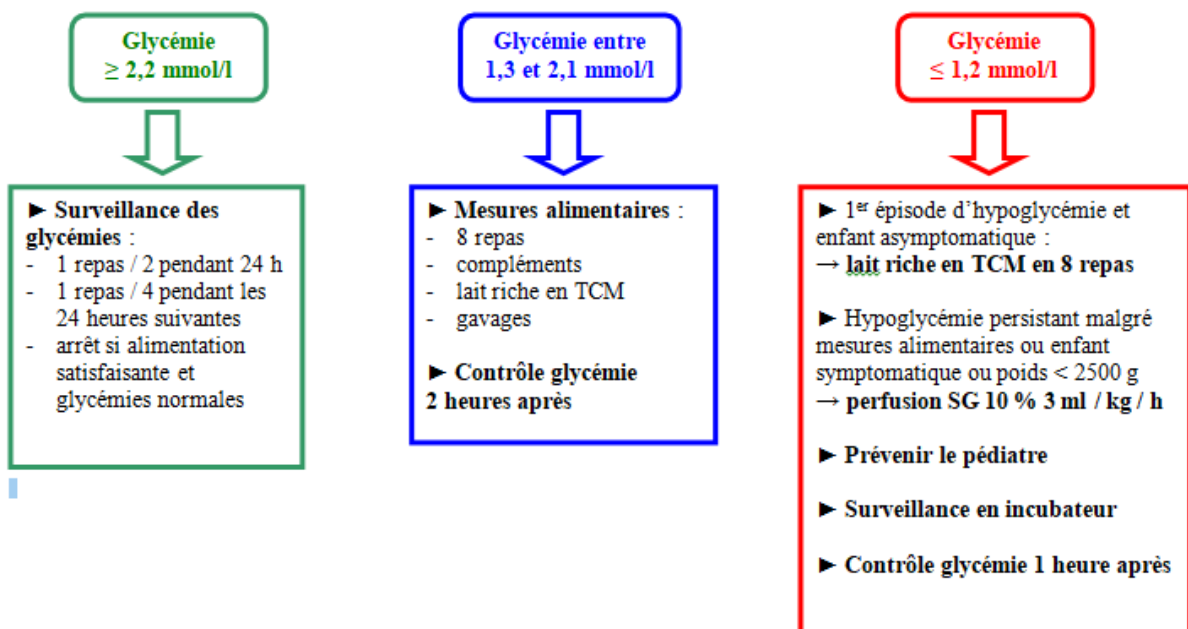 Glycémie
≥ 2,2 mmol/l
Glycémie entre
1,3 et 2,1 mmol/l
Glycémie
≤ 1,2 mmol/l
► Surveillance des
glycémies :
- 1 repas / 2 pendant 24 h
- 1 repas / 4 pendant les
24 heures suivantes
- arrêt si alimentation
satisfaisante et
glycémies normales
► Mesures alimentaires :
- 8 repas
- compléments
- lait riche en TCM
- gavages
► Contrôle glycémie
2 heures après
► 1er épisode d’hypoglycémie et
enfant asymptomatique :
→ lait riche en TCM en 8 repas
► Hypoglycémie persistant malgré
mesures alimentaires ou enfant
symptomatique ou poids < 2500 g
→ perfusion SG 10 % 3 ml / kg / h
► Prévenir le pédiatre
► Surveillance en incubateur
► Contrôle glycémie 1 heure après